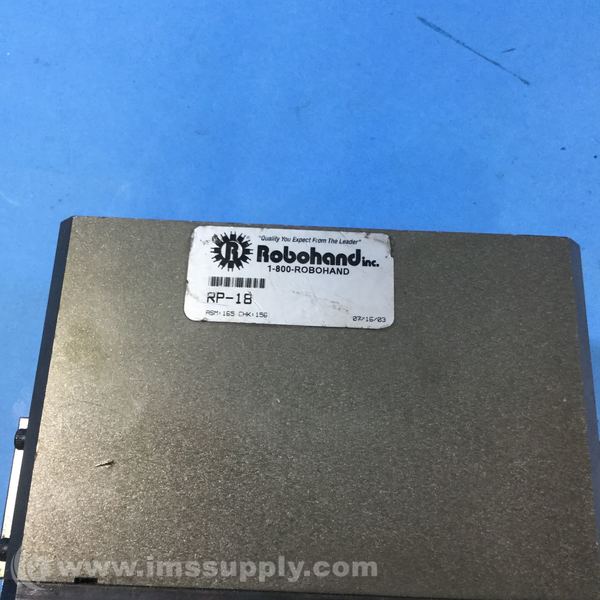 "Quality You Expect From The Leader"
R Robohand inc.
1-800-ROBOHAND
RP-18
ASM:165 CHK:156 07/16/03
www.imssupply.com